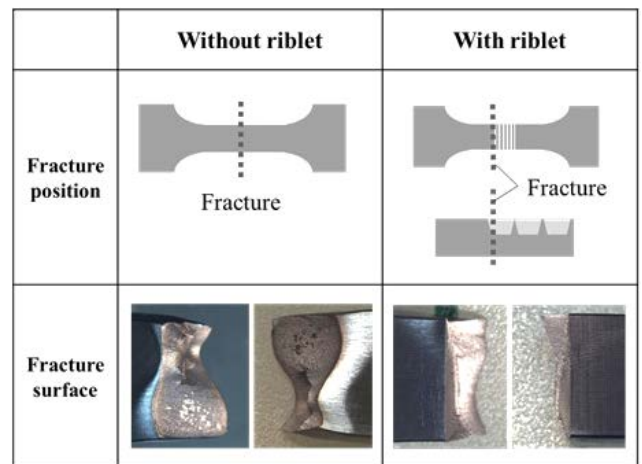 Without riblet
With riblet
Fracture
position
Fracture
Fracture
Fracture
surface